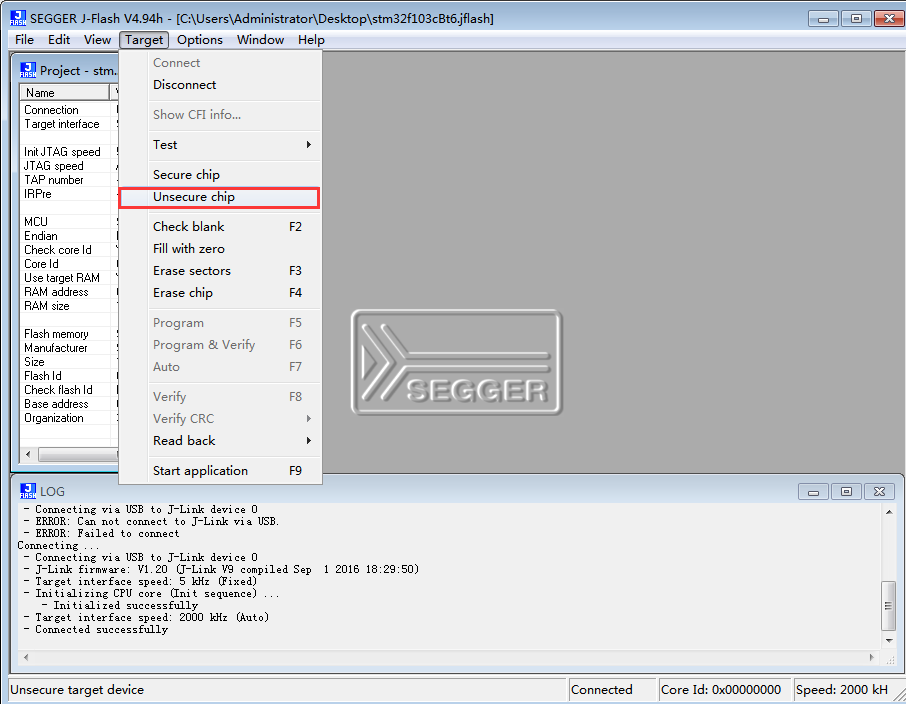 SEGGER J-Flash V4.94h - [C:\Users\Administrator\Desktop\stm32f103cBt6.jflash]
File Edit View Target Options Window Help
Project - stm...
Name
Connection
Target interface
Init JTAG speed
JTAG speed
TAP number
IRPre
MCU
Endian
Check core Id
Core Id
Use target RAM
RAM address
RAM size
Flash memory
Manufacturer
Size
Flash Id
Check flash Id
Base address
Organization
Connect
Disconnect
Show CFI info...
Test
Secure chip
Unsecure chip
Check blank F2
Fill with zero
Erase sectors F3
Erase chip F4
Program F5
Program & Verify F6
Auto F7
Verify F8
Verify CRC
Read back
Start application F9
SEGGER
LOG
- Connecting via USB to J-Link device 0
- ERROR: Can not connect to J-Link via USB.
- ERROR: Failed to connect
Connecting ...
- Connecting via USB to J-Link device 0
- J-Link firmware: V1.20 (J-Link V9 compiled Sep  1 2016 18:29:50)
- Target interface speed: 5 kHz (Fixed)
- Initializing CPU core (Init sequence) ...
- Initialized successfully
- Target interface speed: 2000 kHz (Auto)
- Connected successfully
Unsecure target device Connected Core Id: 0x00000000 Speed: 2000 kH